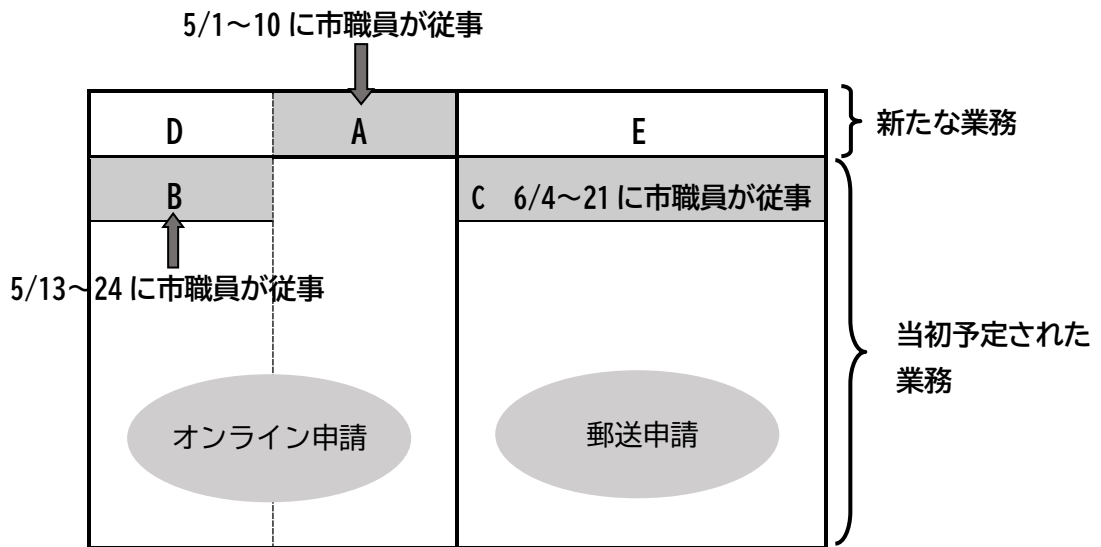 5/1～10 に市職員が従事
D
A
E
新たな業務
B
C 6/4～21 に市職員が従事
5/13～24 に市職員が従事
当初予定された
業務
オンライン申請
郵送申請